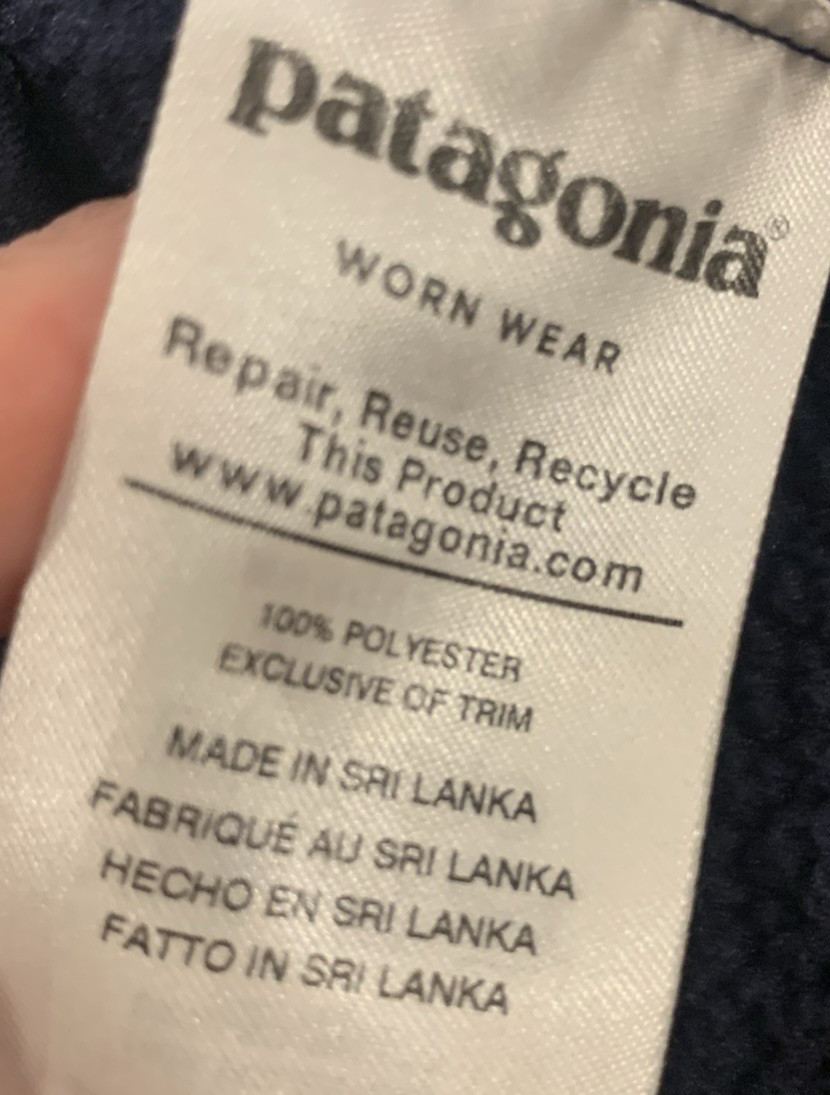 patagonia®
WORN WEAR
Repair, Reuse, Recycle
This Product
www.patagonia.com
100% POLYESTER
EXCLUSIVE OF TRIM
MADE IN SRI LANKA
FABRIQUÉ AU SRI LANKA
HECHO EN SRI LANKA
FATTO IN SRI LANKA